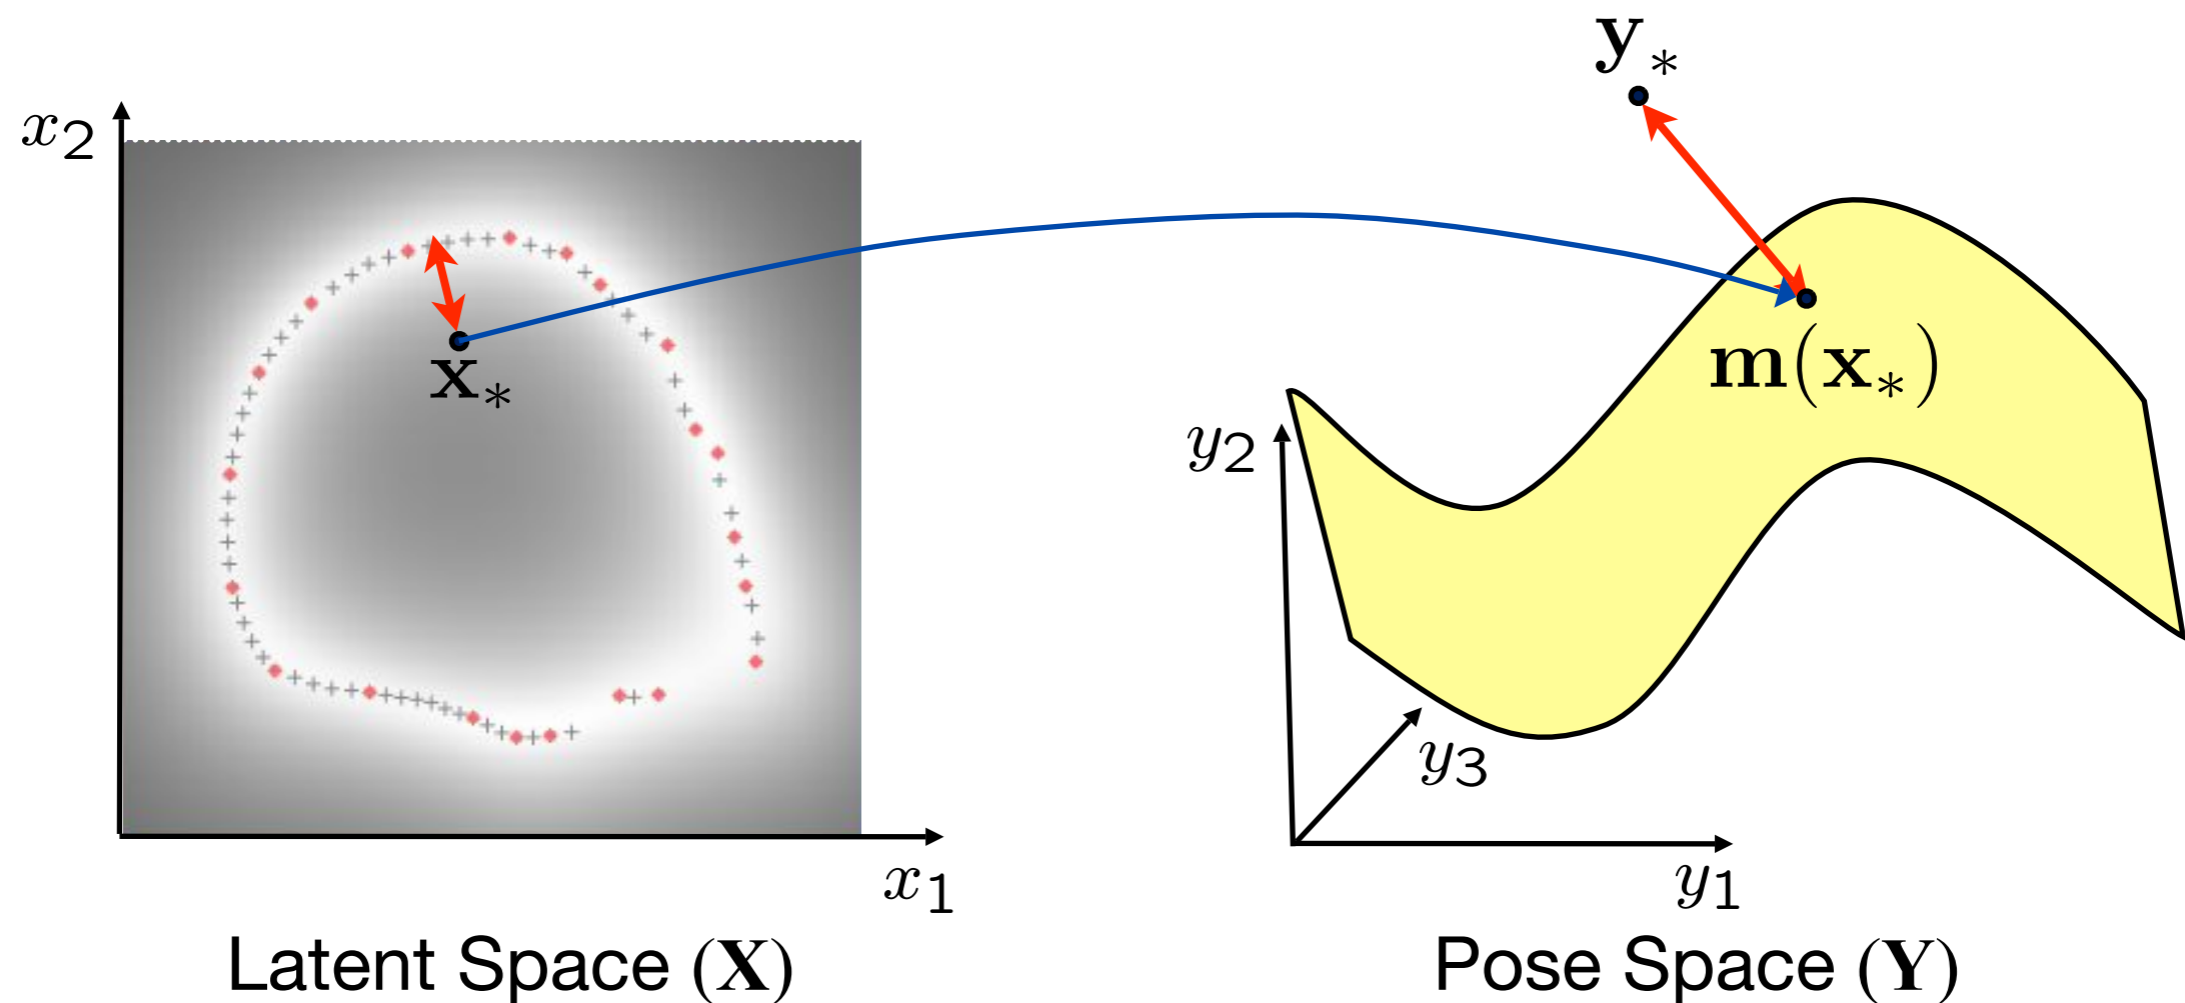 y*
x2
x*
m(x*)
y2
y3
x1
y1
Latent Space (X)
Pose Space (Y)